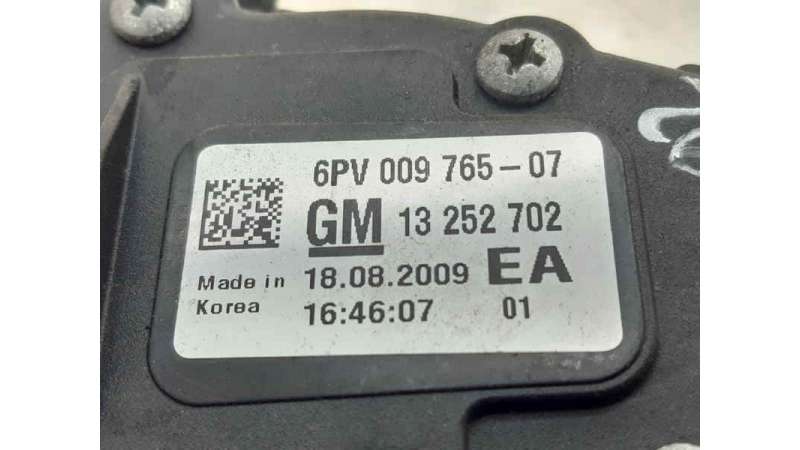 6PV 009 765-07
GM 13 252 702
Made in 18.08.2009 EA
Korea 16:46:07 01